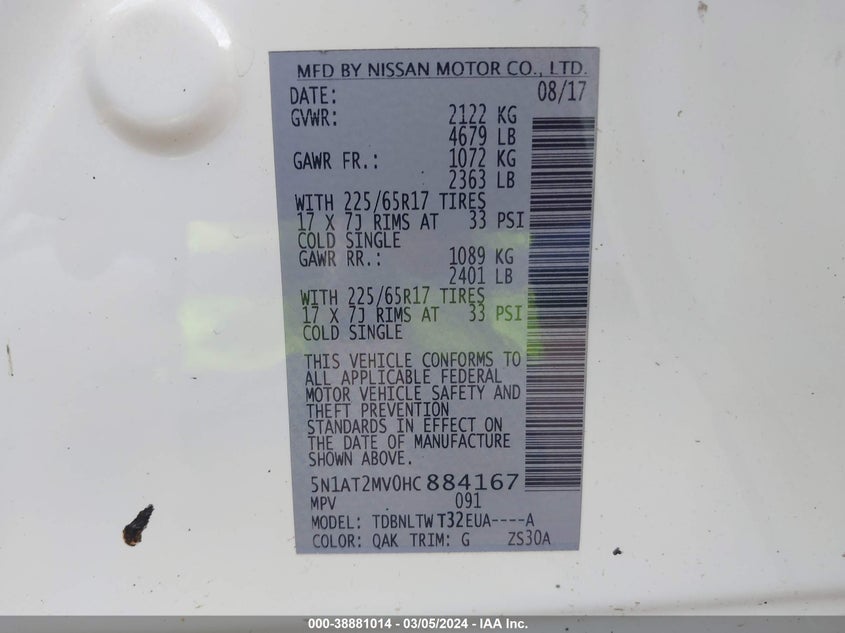 MFD BY NISSAN MOTOR CO., LTD.
DATE: 08/17
GVWR: 2122 KG
4679 LB
GAWR FR.: 1072 KG
2363 LB
WITH 225/65R17 TIRES
17 X 7J RIMS AT 33 PSI
COLD SINGLE
GAWR RR.: 1089 KG
2401 LB
WITH 225/65R17 TIRES
17 X 7J RIMS AT 33 PSI
COLD SINGLE
THIS VEHICLE CONFORMS TO
ALL APPLICABLE FEDERAL
MOTOR VEHICLE SAFETY AND
THEFT PREVENTION
STANDARDS IN EFFECT ON
THE DATE OF MANUFACTURE
SHOWN ABOVE.
5N1AT2MV0HC884167
MPV 091
MODEL: TDBNLTWT32EUA----A
COLOR: QAK TRIM: G ZS30A
000-38881014 - 03/05/2024 - IAA Inc.